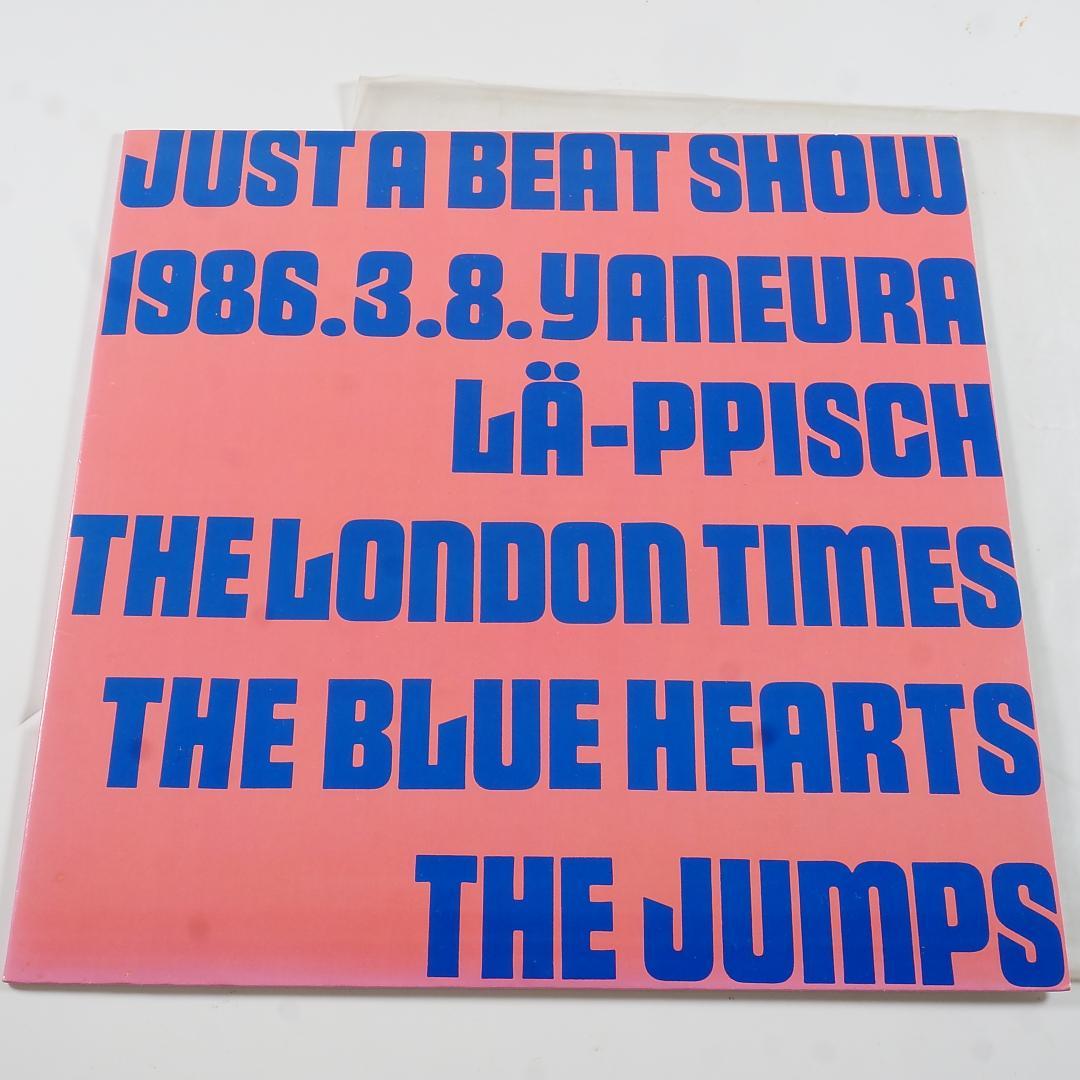 JUST A BEAT SHOW
1986.3.8.YANEURA
LÄ-PPISCH
THE LONDON TIMES
THE BLUE HEARTS
THE JUMPS